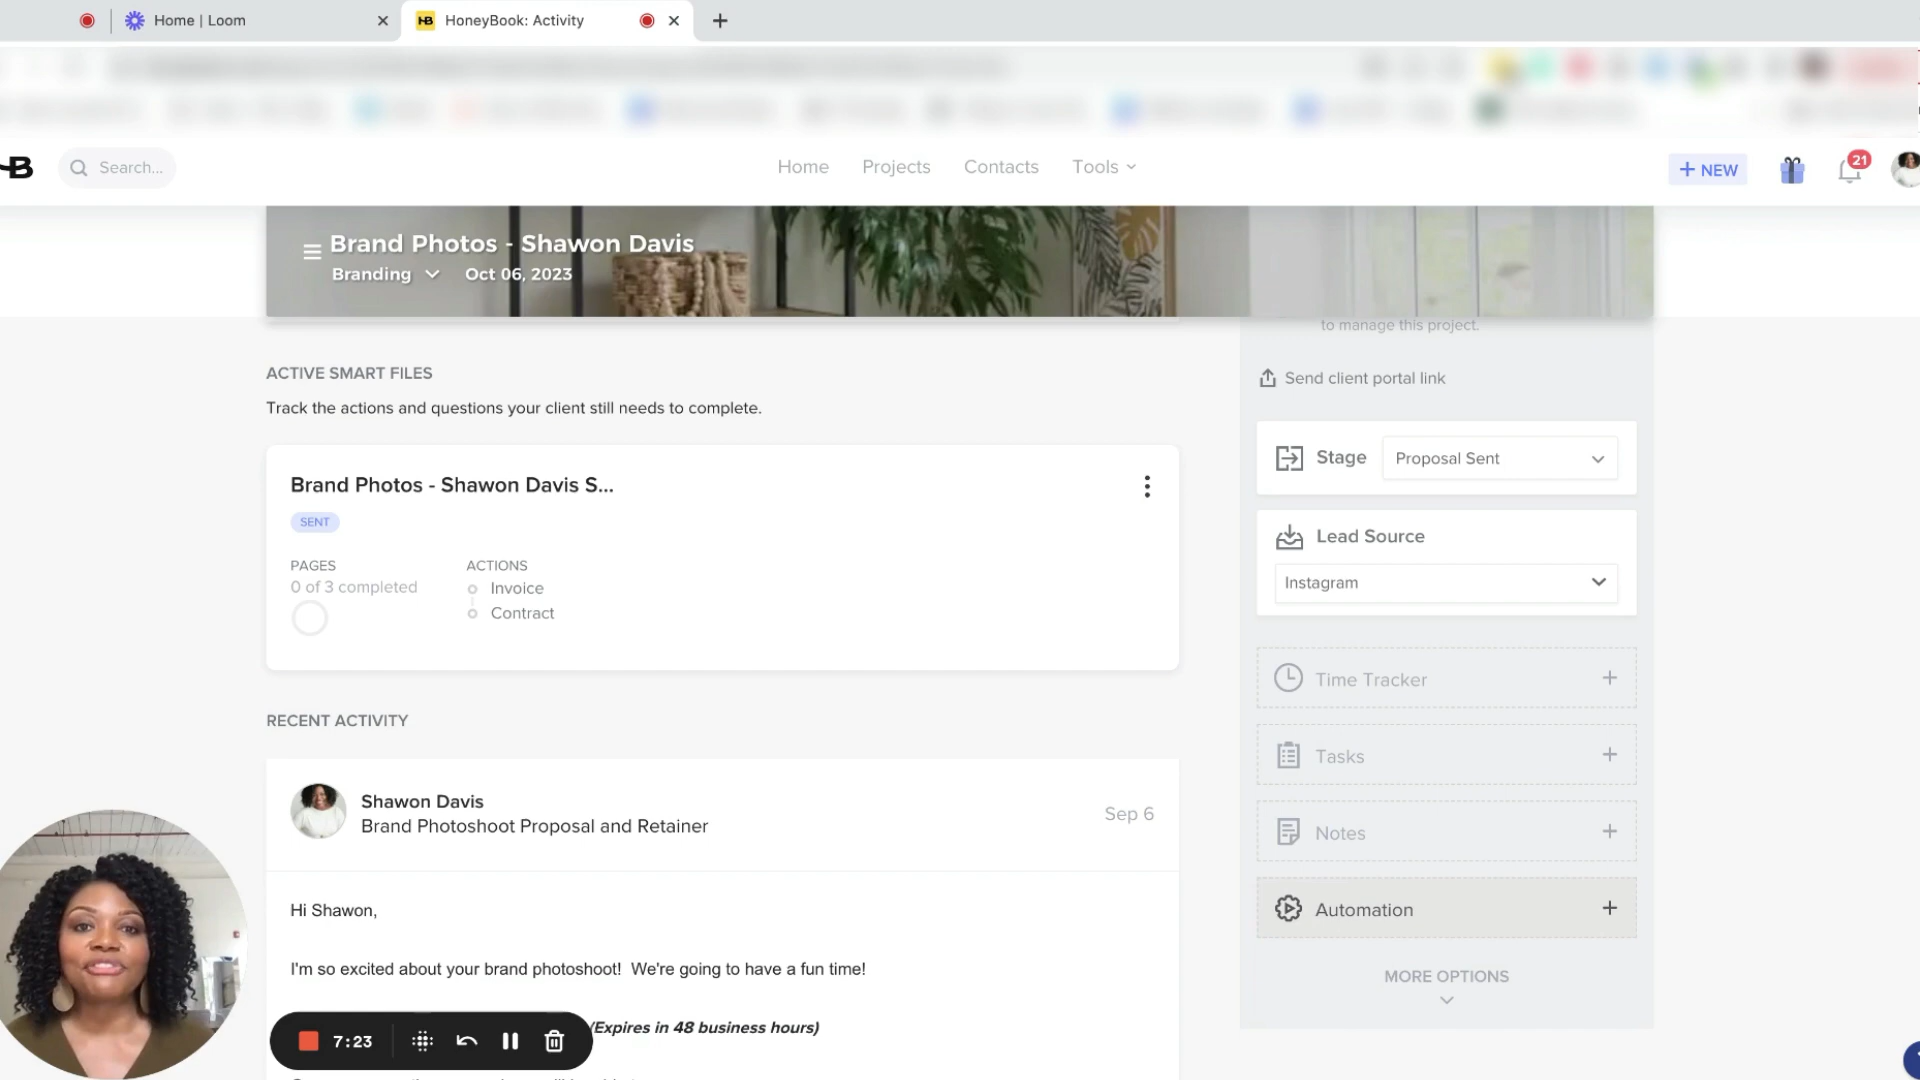 Home | Loom
HB HoneyBook: Activity
Search...
Home Projects Contacts Tools
+ NEW
21
Brand Photos - Shawon Davis
Branding Oct 06, 2023
to manage this project.
Send client portal link
ACTIVE SMART FILES
Track the actions and questions your client still needs to complete.
Brand Photos - Shawon Davis S...
SENT
PAGES
0 of 3 completed
ACTIONS
Invoice
Contract
Stage Proposal Sent
Lead Source
Instagram
Time Tracker
Tasks
Notes
Automation
MORE OPTIONS
RECENT ACTIVITY
Shawon Davis
Brand Photoshoot Proposal and Retainer
Sep 6
Hi Shawon,
I'm so excited about your brand photoshoot! We're going to have a fun time!
(Expires in 48 business hours)
7:23